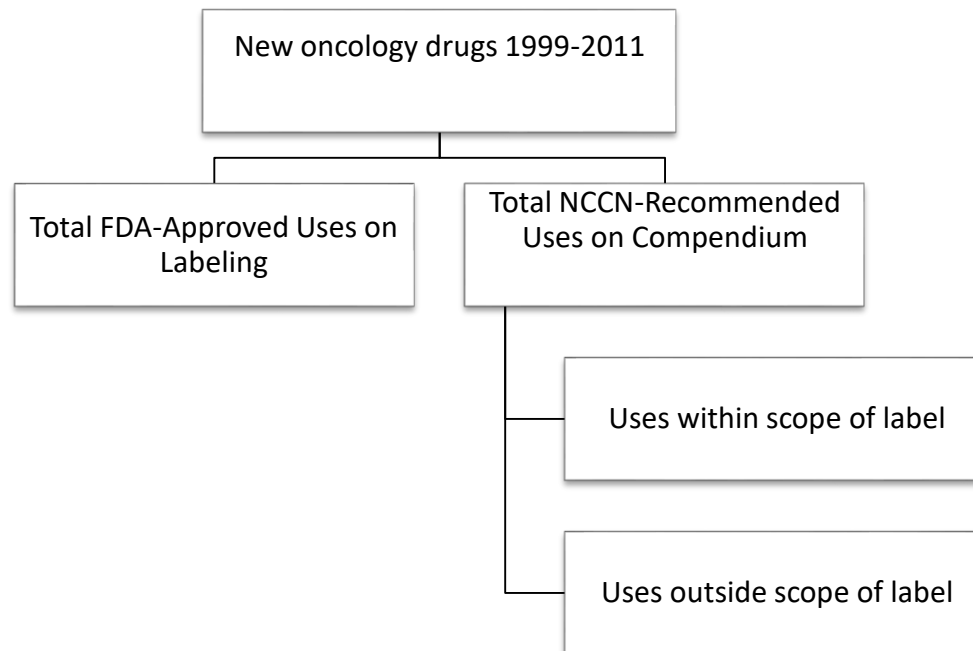 New oncology drugs 1999-2011
Total FDA-Approved Uses on
Labeling
Total NCCN-Recommended
Uses on Compendium
Uses within scope of label
Uses outside scope of label